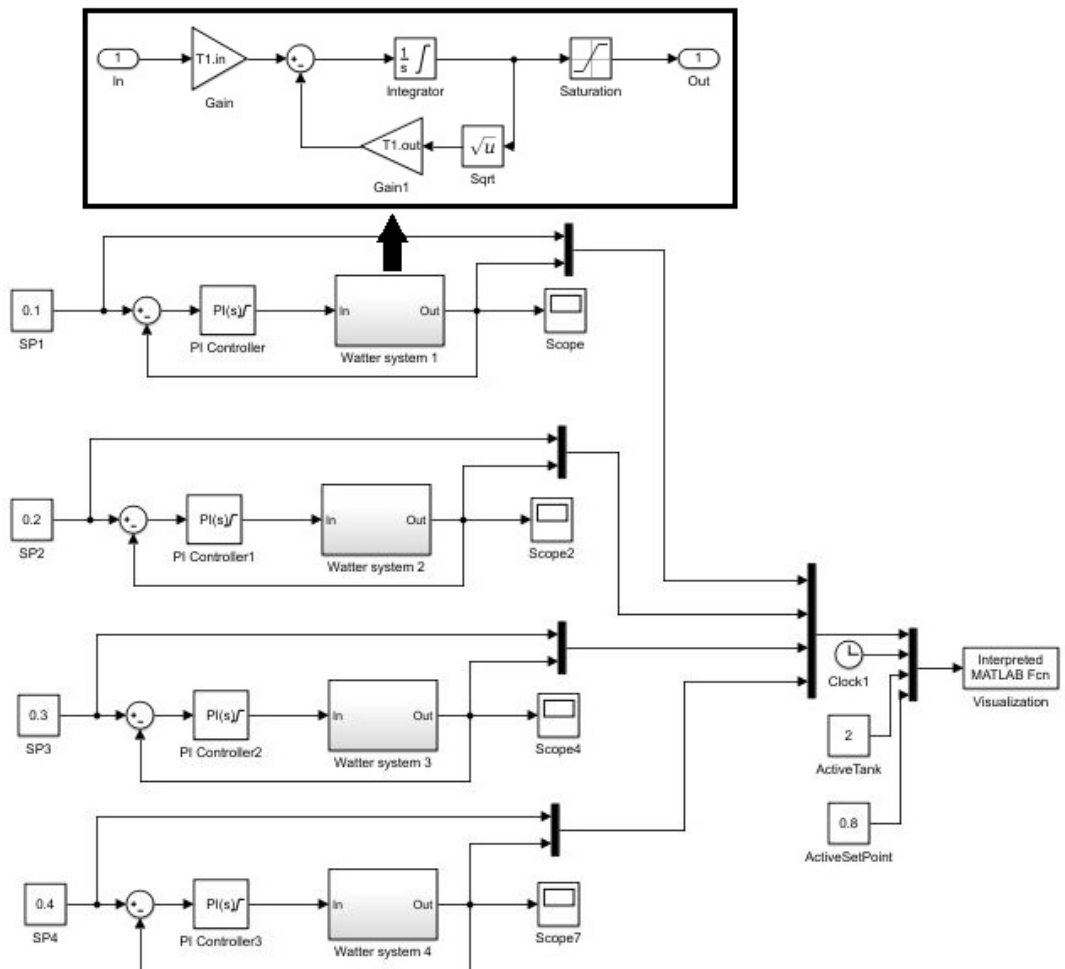 1
In
T1.in
Gain
+
-
1
s
∫
Integrator
Saturation
1
Out
T1.out
Gain1
√u
Sqrt
0.1
SP1
+
-
PI(s)
PI Controller
In
Out
Watter system 1
Scope
0.2
SP2
+
-
PI(s)
PI Controller1
In
Out
Watter system 2
Scope2
0.3
SP3
+
-
PI(s)
PI Controller2
In
Out
Watter system 3
Scope4
0.4
SP4
+
-
PI(s)
PI Controller3
In
Out
Watter system 4
Scope7
Clock1
2
ActiveTank
0.8
ActiveSetPoint
Interpreted
MATLAB Fcn
Visualization